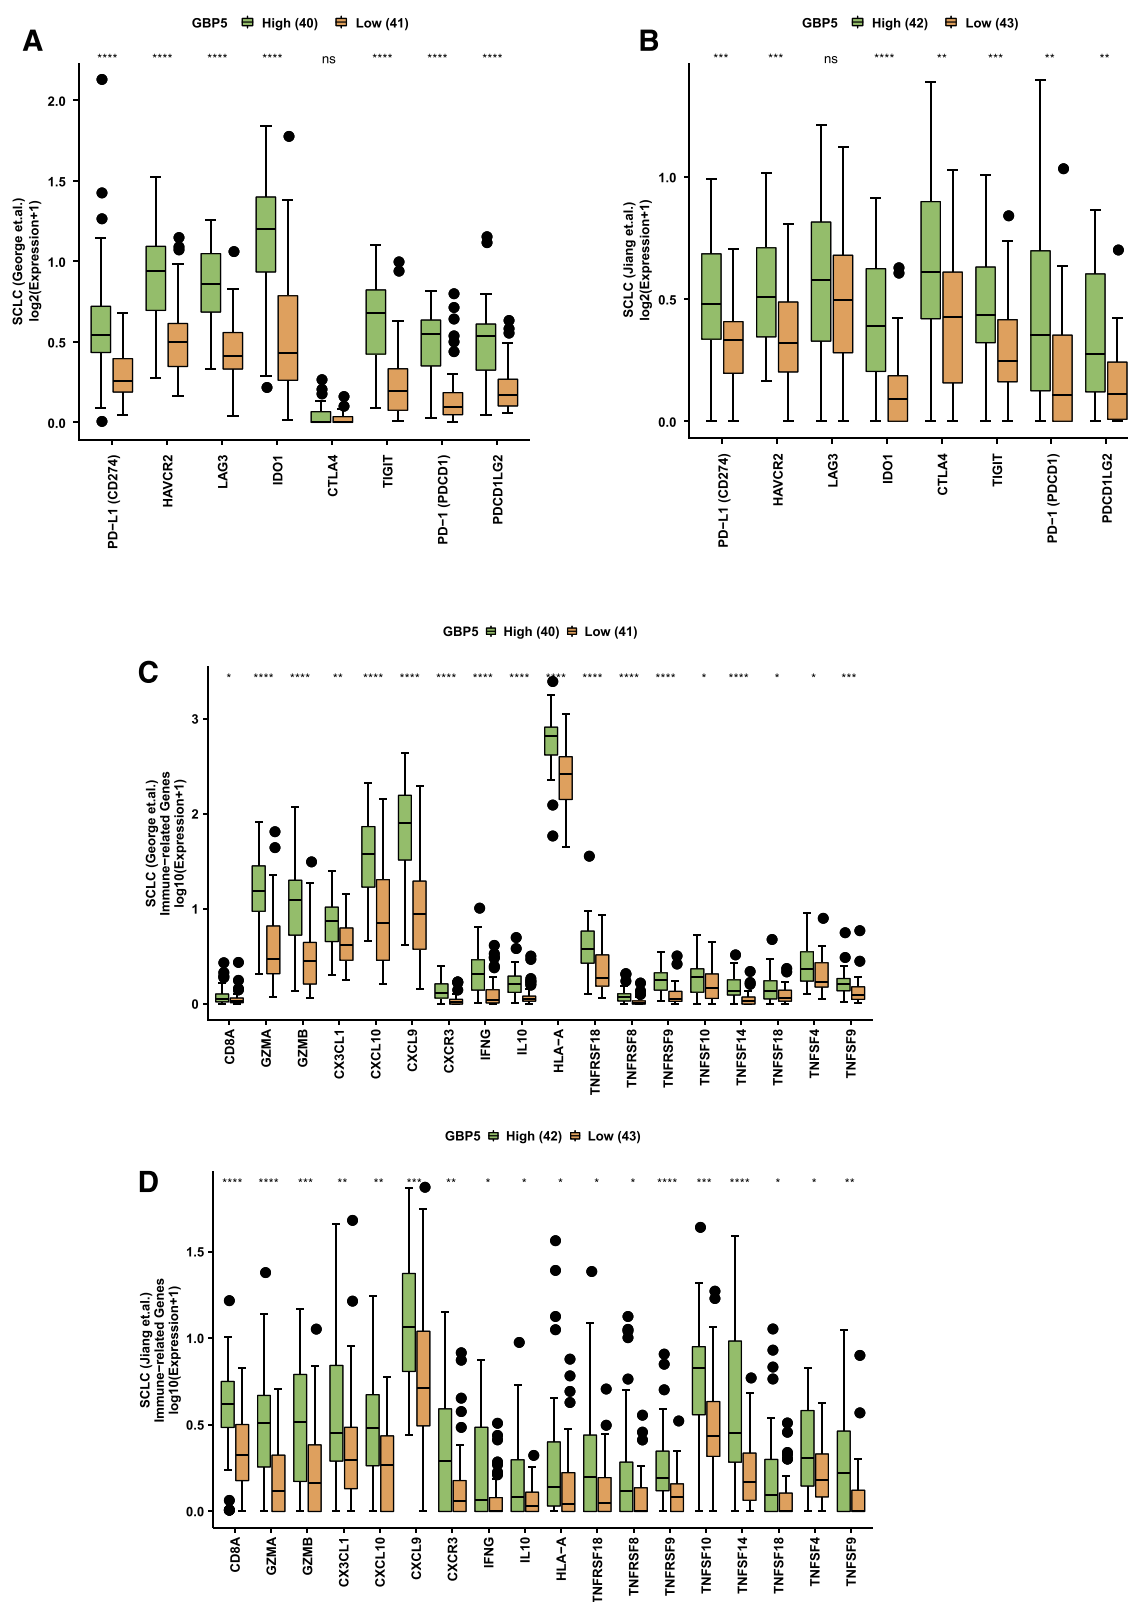 A
GBP5 High (40) Low (41)
**** **** **** **** ns **** **** ****
SCLC (George et.al.)
log2(Expression+1)
2.0
1.5
1.0
0.5
0.0
PD−L1 (CD274)
HAVCR2
LAG3
IDO1
CTLA4
TIGIT
PD−1 (PDCD1)
PDCD1LG2
B
GBP5 High (42) Low (43)
*** *** ns **** ** *** ** **
SCLC (Jiang et.al.)
log2(Expression+1)
1.0
0.5
0.0
PD−L1 (CD274)
HAVCR2
LAG3
IDO1
CTLA4
TIGIT
PD−1 (PDCD1)
PDCD1LG2
GBP5 High (40) Low (41)
C
* **** **** ** **** **** **** **** **** **** **** **** **** * **** * * ***
SCLC (George et.al.)
Immune−related Genes
log10(Expression+1)
3
2
1
0
CD8A
GZMA
GZMB
CX3CL1
CXCL10
CXCL9
CXCR3
IFNG
IL10
HLA−A
TNFRSF18
TNFRSF8
TNFRSF9
TNFSF10
TNFSF14
TNFSF18
TNFSF4
TNFSF9
GBP5 High (42) Low (43)
D
**** **** *** ** ** *** ** * * * * * **** *** **** * * **
SCLC (Jiang et.al.)
Immune−related Genes
log10(Expression+1)
1.5
1.0
0.5
0.0
CD8A
GZMA
GZMB
CX3CL1
CXCL10
CXCL9
CXCR3
IFNG
IL10
HLA−A
TNFRSF18
TNFRSF8
TNFRSF9
TNFSF10
TNFSF14
TNFSF18
TNFSF4
TNFSF9